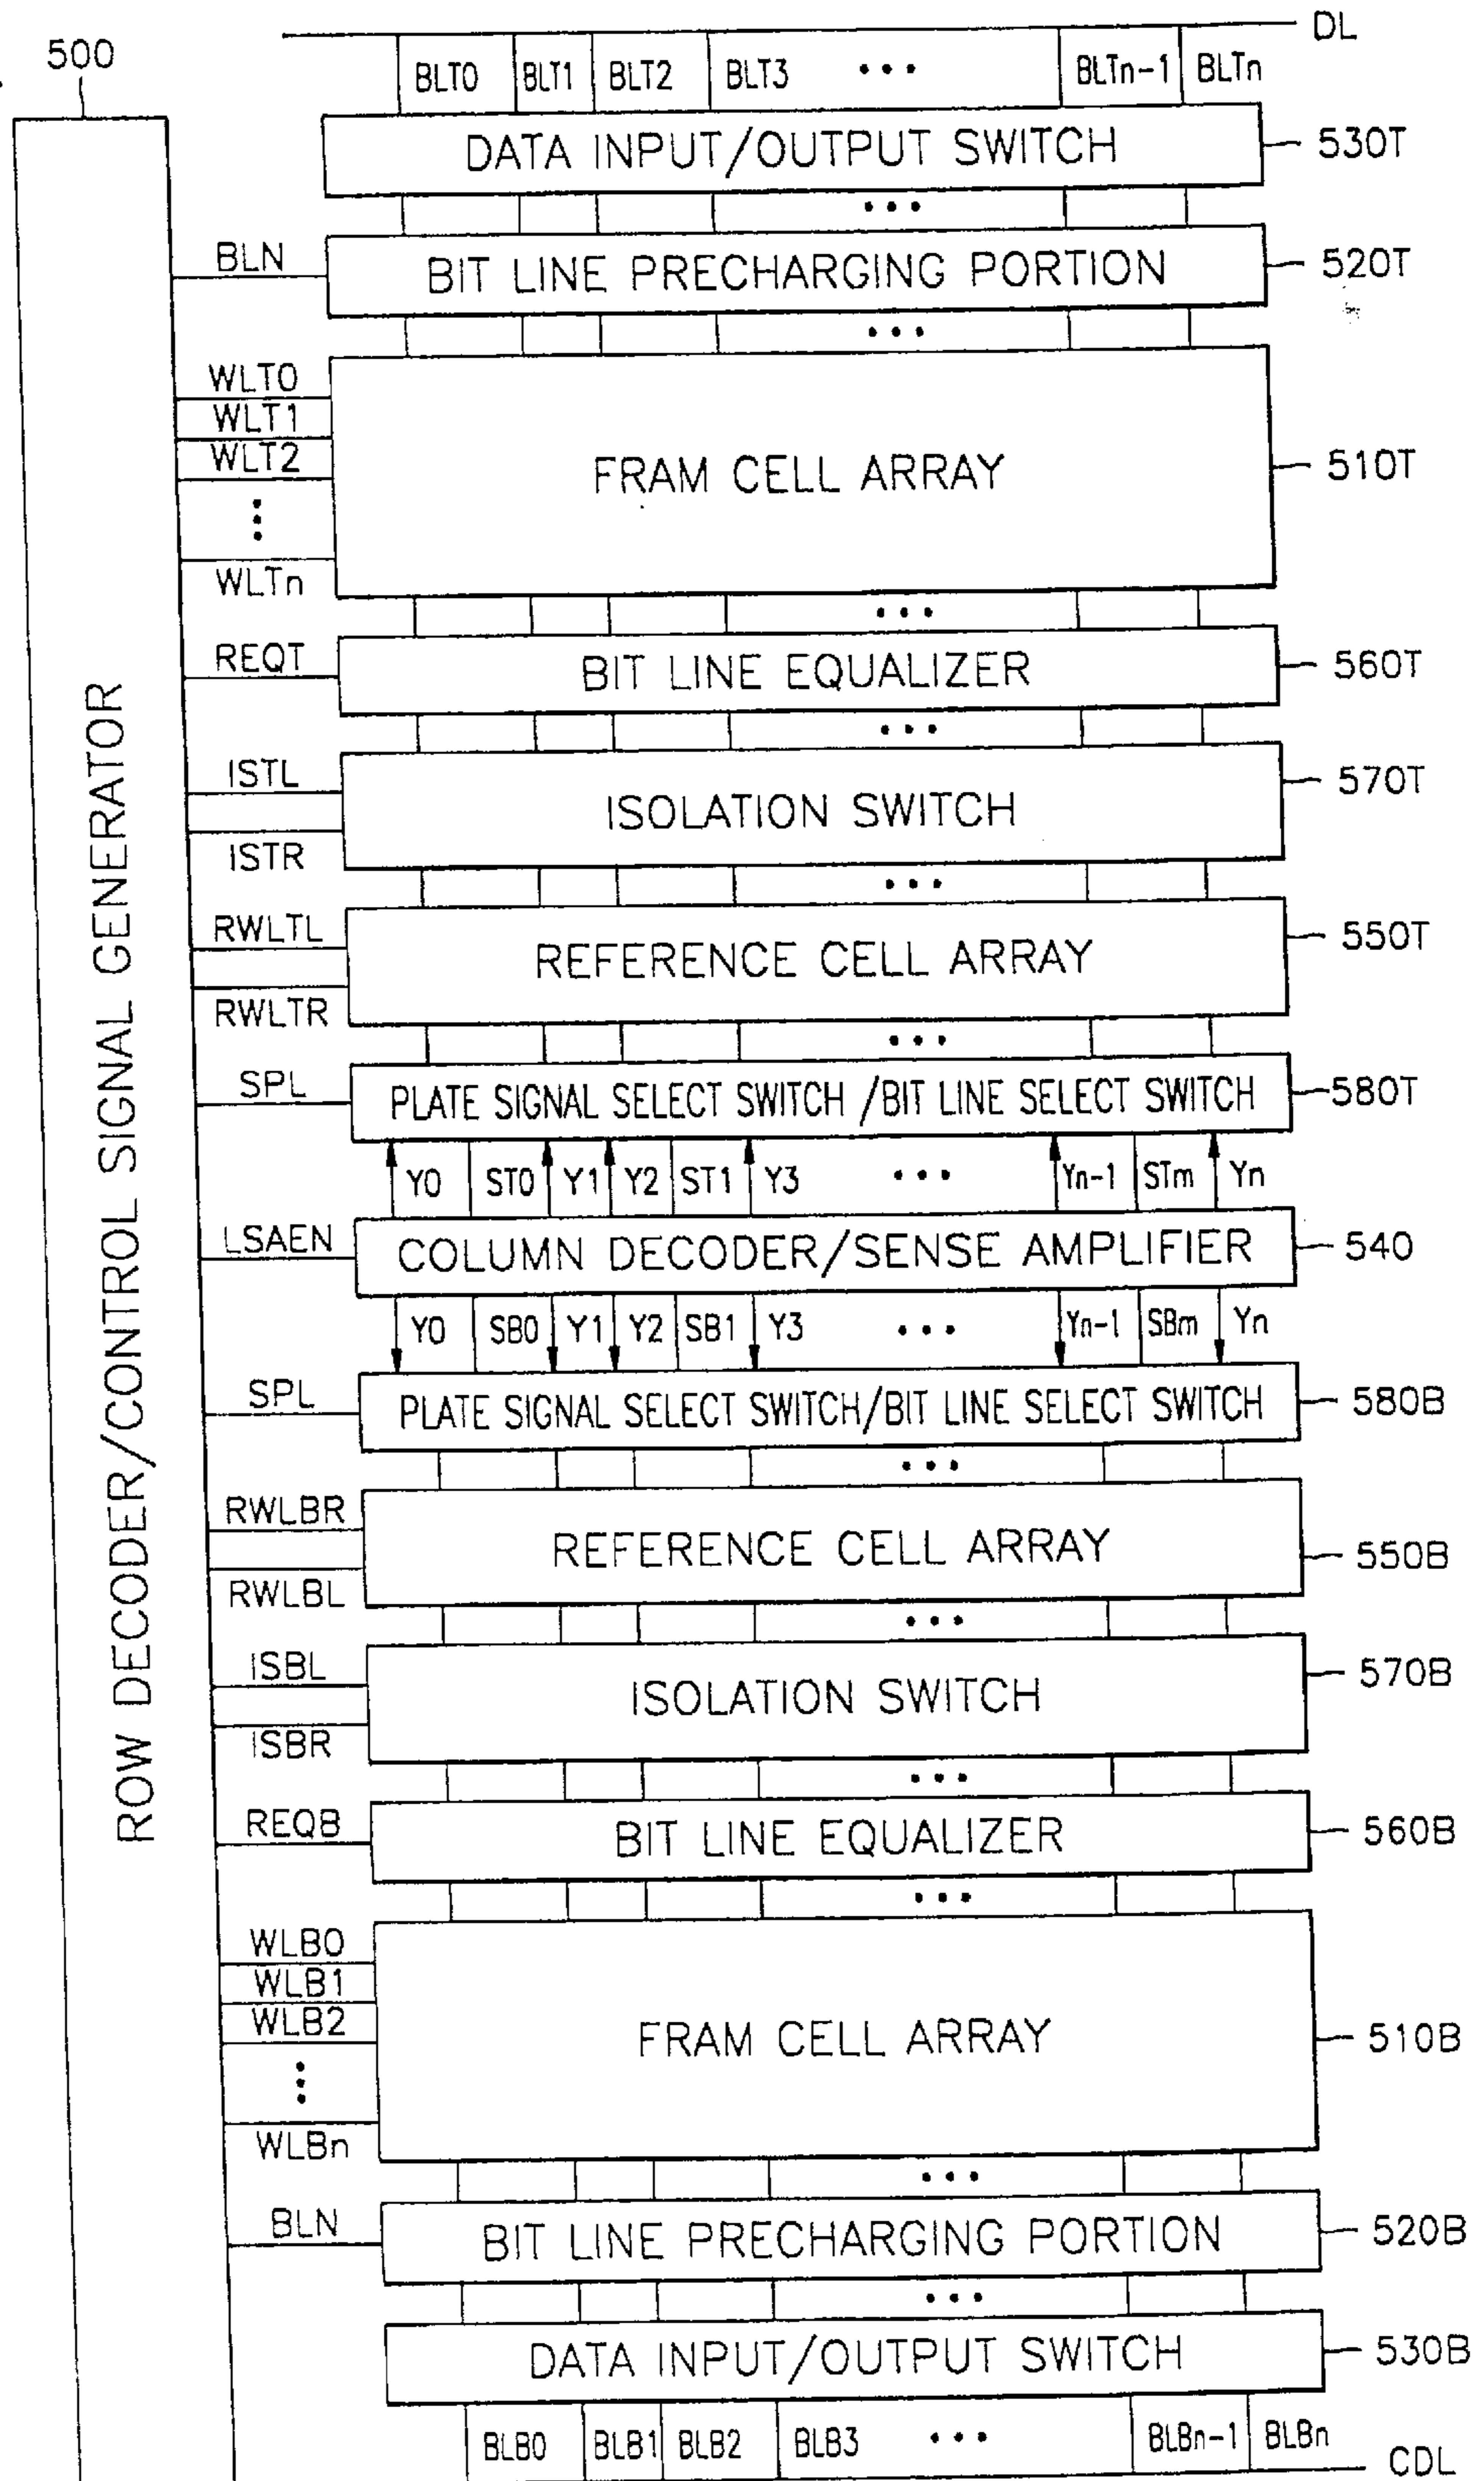 500
DL
BLT0 BLT1 BLT2 BLT3 ••• BLTn-1 BLTn
DATA INPUT/OUTPUT SWITCH 530T
•••
BLN BIT LINE PRECHARGING PORTION 520T
•••
WLT0
WLT1
WLT2
FRAM CELL ARRAY 510T
WLTn
•••
REQT BIT LINE EQUALIZER 560T
•••
ISTL
ISOLATION SWITCH 570T
ISTR
•••
RWLTL
REFERENCE CELL ARRAY 550T
RWLTR
•••
SPL PLATE SIGNAL SELECT SWITCH /BIT LINE SELECT SWITCH 580T
Y0 ST0 Y1 Y2 ST1 Y3 ••• Yn-1 STm Yn
LSAEN COLUMN DECODER/SENSE AMPLIFIER 540
Y0 SB0 Y1 Y2 SB1 Y3 ••• Yn-1 SBm Yn
SPL PLATE SIGNAL SELECT SWITCH/BIT LINE SELECT SWITCH 580B
•••
RWLBR
REFERENCE CELL ARRAY 550B
RWLBL
•••
ISBL
ISOLATION SWITCH 570B
ISBR
•••
REQB BIT LINE EQUALIZER 560B
•••
WLB0
WLB1
WLB2
FRAM CELL ARRAY 510B
WLBn
•••
BLN BIT LINE PRECHARGING PORTION 520B
•••
DATA INPUT/OUTPUT SWITCH 530B
BLB0 BLB1 BLB2 BLB3 ••• BLBn-1 BLBn
CDL
ROW DECODER/CONTROL SIGNAL GENERATOR